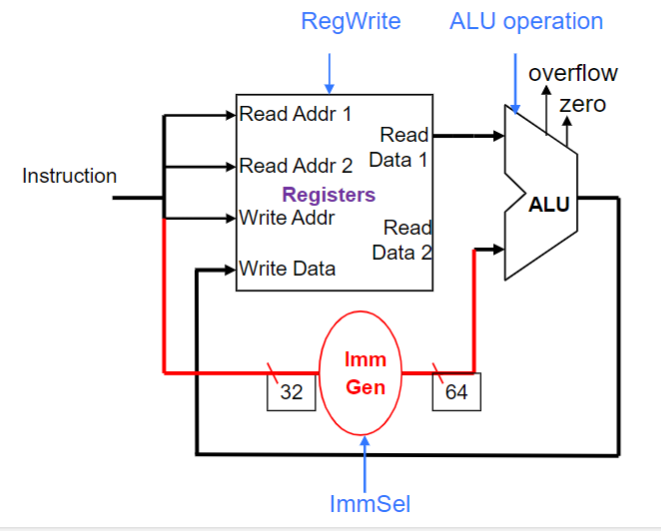 RegWrite
ALU operation
overflow
zero
Read Addr 1
Read
Data 1
Read Addr 2
Instruction
Registers
ALU
Write Addr
Read
Data 2
Write Data
Imm
Gen
32
64
ImmSel